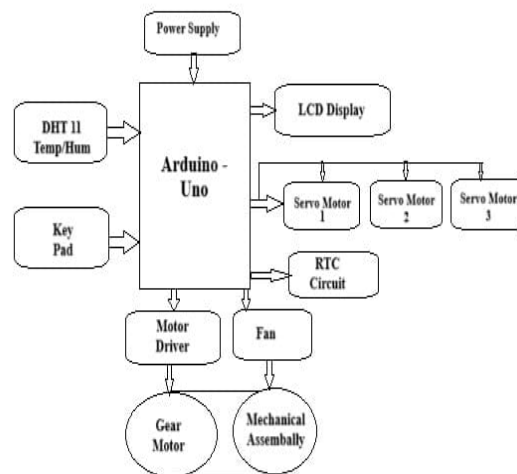 Power Supply
DHT 11
Temp/Hum
Arduino -
Uno
LCD Display
Servo Motor
1
Servo Motor
2
Servo Motor
3
Key
Pad
RTC
Circuit
Motor
Driver
Fan
Gear
Motor
Mechanical
Assembally